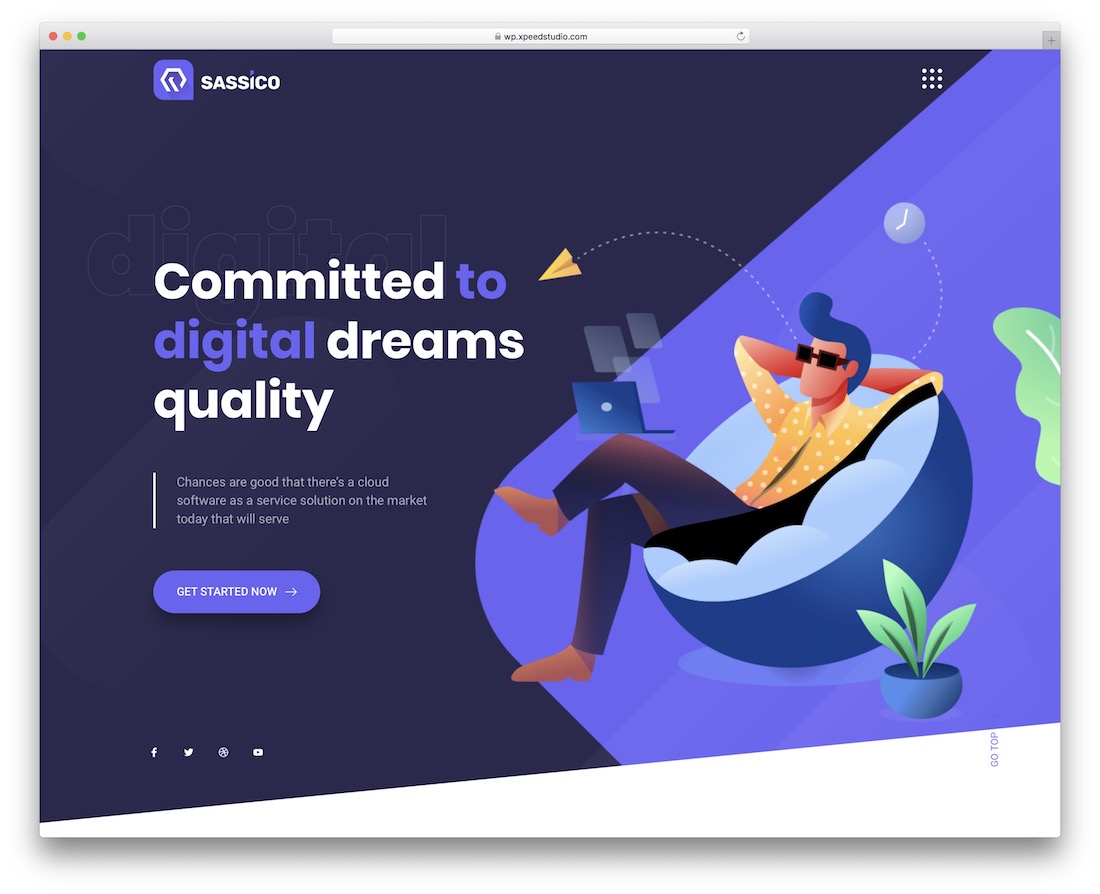 wp.xpeedstudio.com
SASSICO
digital
Committed to
digital dreams
quality
Chances are good that there's a cloud
software as a service solution on the market
today that will serve
GET STARTED NOW
GO TOP